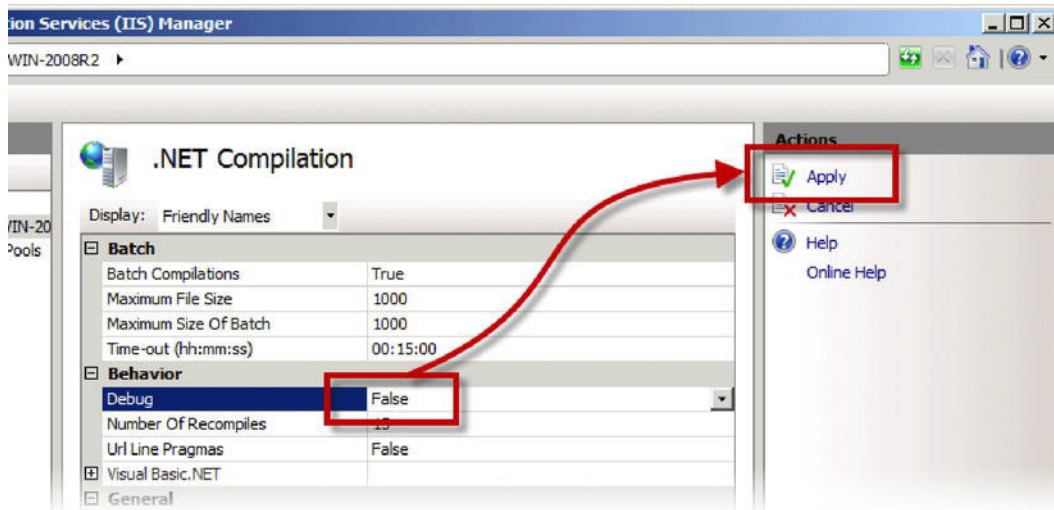 tion Services (IIS) Manager
WIN-2008R2
.NET Compilation
Display: Friendly Names
Batch
Batch Compilations True
Maximum File Size 1000
Maximum Size Of Batch 1000
Time-out (hh:mm:ss) 00:15:00
Behavior
Debug False
Number Of Recompiles 15
Url Line Pragmas False
Visual Basic.NET
General
WIN-20
Pools
Actions
Apply
Cancel
Help
Online Help